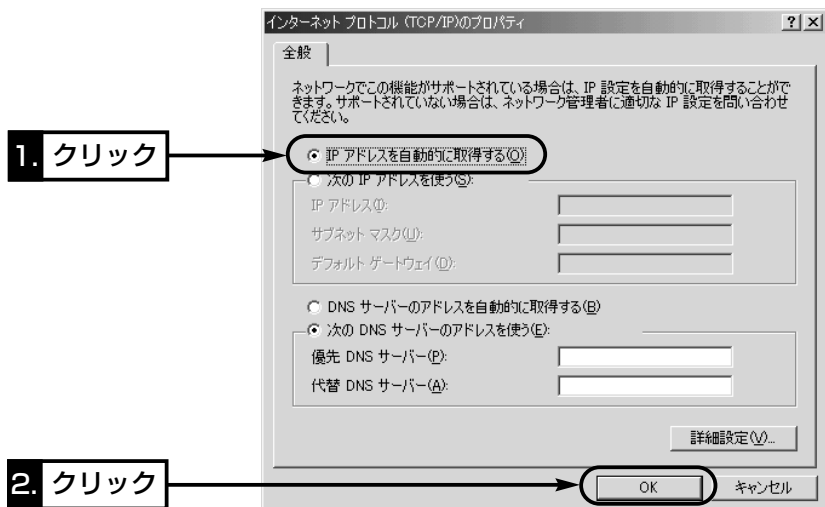 インターネット プロトコル (TCP/IP)のプロパティ
? ×
全般
ネットワークでこの機能がサポートされている場合は、IP 設定を自動的に取得することがで
きます。サポートされていない場合は、ネットワーク管理者に適切な IP 設定を問い合わせ
てください。
1. クリック
IP アドレスを自動的に取得する(O)
次の IP アドレスを使う(S):
IP アドレス(I):
サブネット マスク(U):
デフォルト ゲートウェイ(D):
DNS サーバーのアドレスを自動的に取得する(B)
次の DNS サーバーのアドレスを使う(E):
優先 DNS サーバー(P):
代替 DNS サーバー(A):
詳細設定(V)...
2. クリック
OK キャンセル